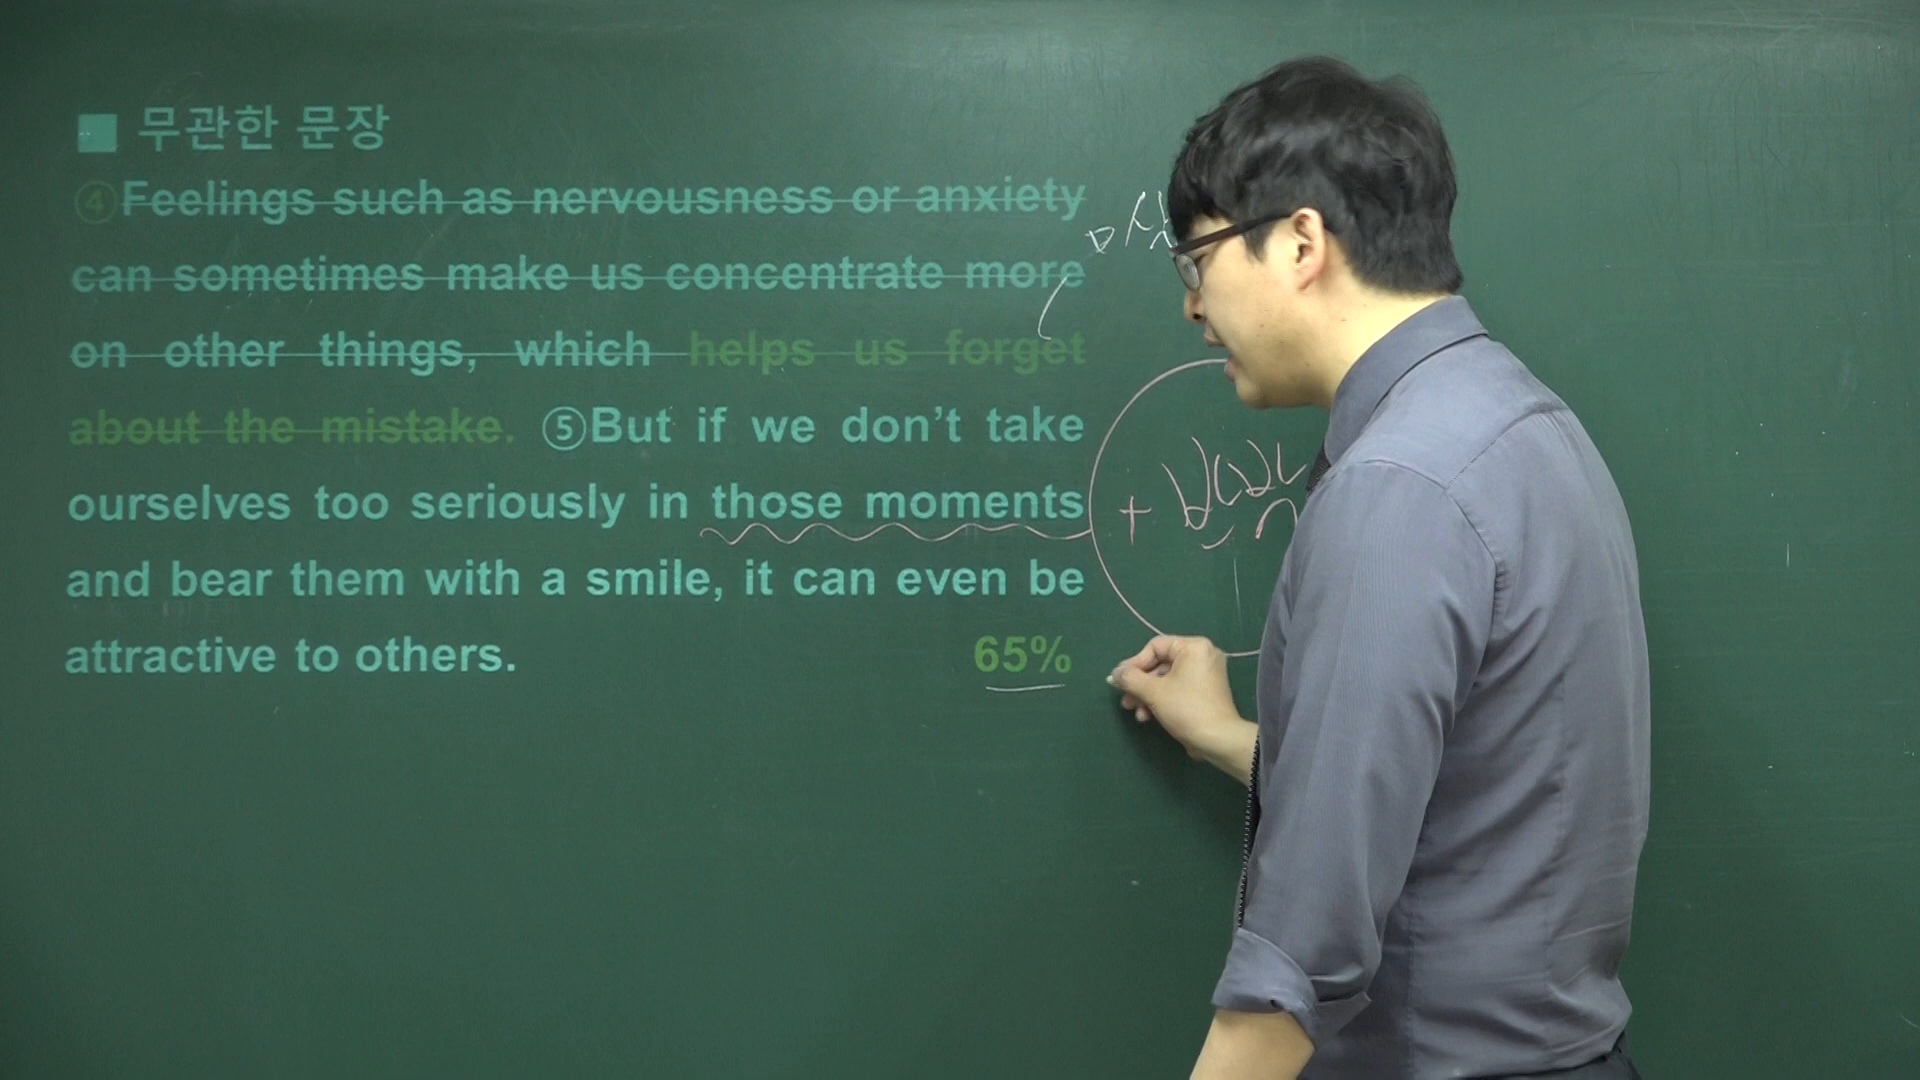 ■ 무관한 문장
④Feelings such as nervousness or anxiety
can sometimes make us concentrate more
on other things, which helps us forget
about the mistake. ⑤But if we don’t take
ourselves too seriously in those moments
and bear them with a smile, it can even be
attractive to others.
65%
+